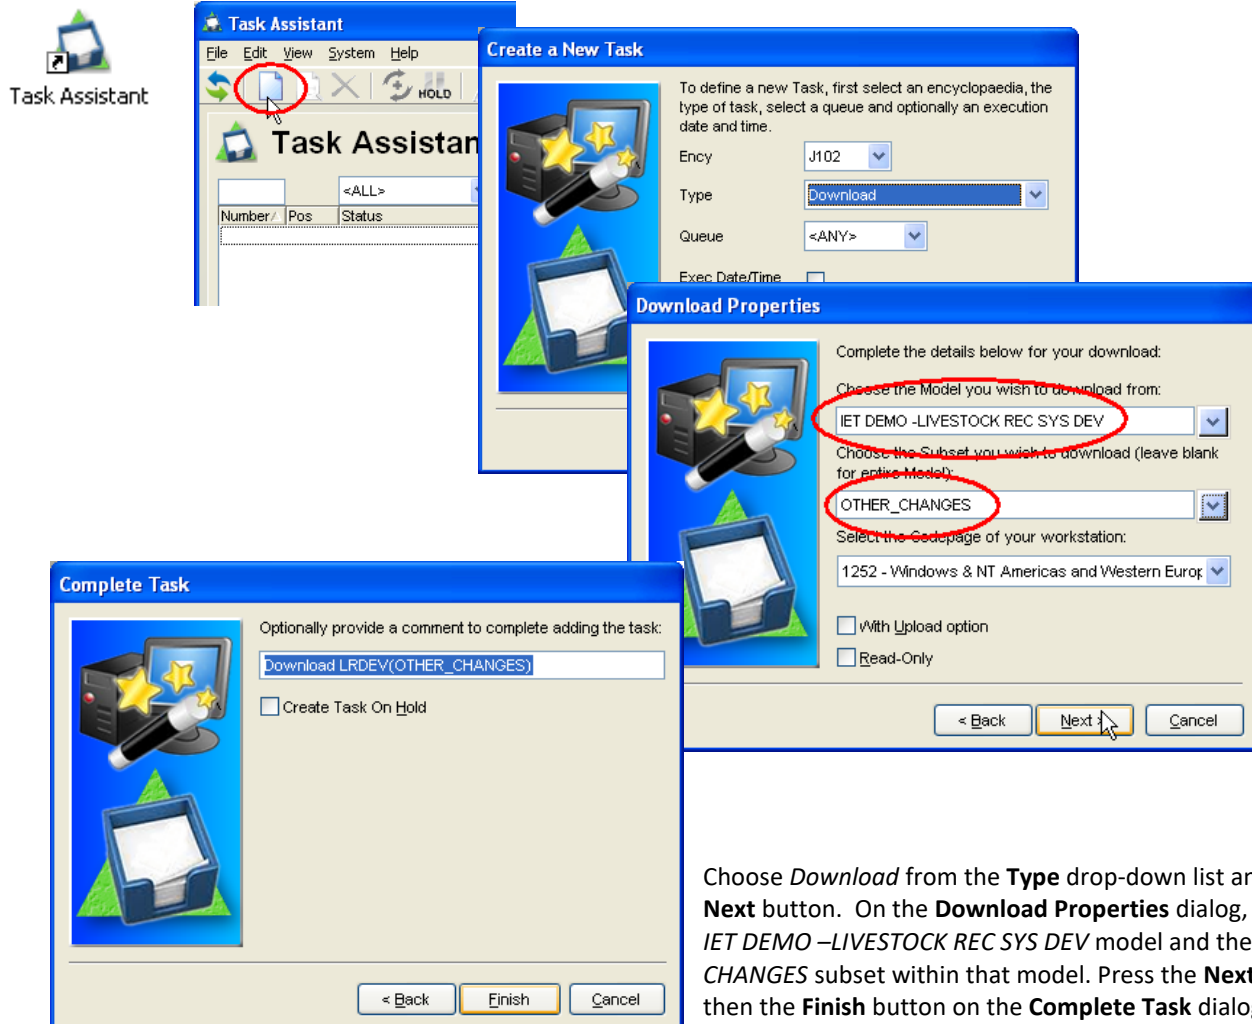 Task Assistant
Task Assistant
File Edit View System Help
HOLD
Task Assistan
<ALL>
Number Pos Status
Create a New Task
To define a new Task, first select an encyclopaedia, the
type of task, select a queue and optionally an execution
date and time.
Ency J102
Type Download
Queue <ANY>
Exec Date/Time
Download Properties
Complete the details below for your download:
Choose the Model you wish to download from:
IET DEMO -LIVESTOCK REC SYS DEV
Choose the Subset you wish to download (leave blank
for entire Model):
OTHER_CHANGES
Select the Codepage of your workstation:
1252 - Windows & NT Americas and Western Europ
With Upload option
Read-Only
< Back Next > Cancel
Complete Task
Optionally provide a comment to complete adding the task:
Download LRDEV(OTHER_CHANGES)
Create Task On Hold
< Back Finish Cancel
Choose Download from the Type drop-down list an
Next button. On the Download Properties dialog,
IET DEMO –LIVESTOCK REC SYS DEV model and the
CHANGES subset within that model. Press the Next
then the Finish button on the Complete Task dialog